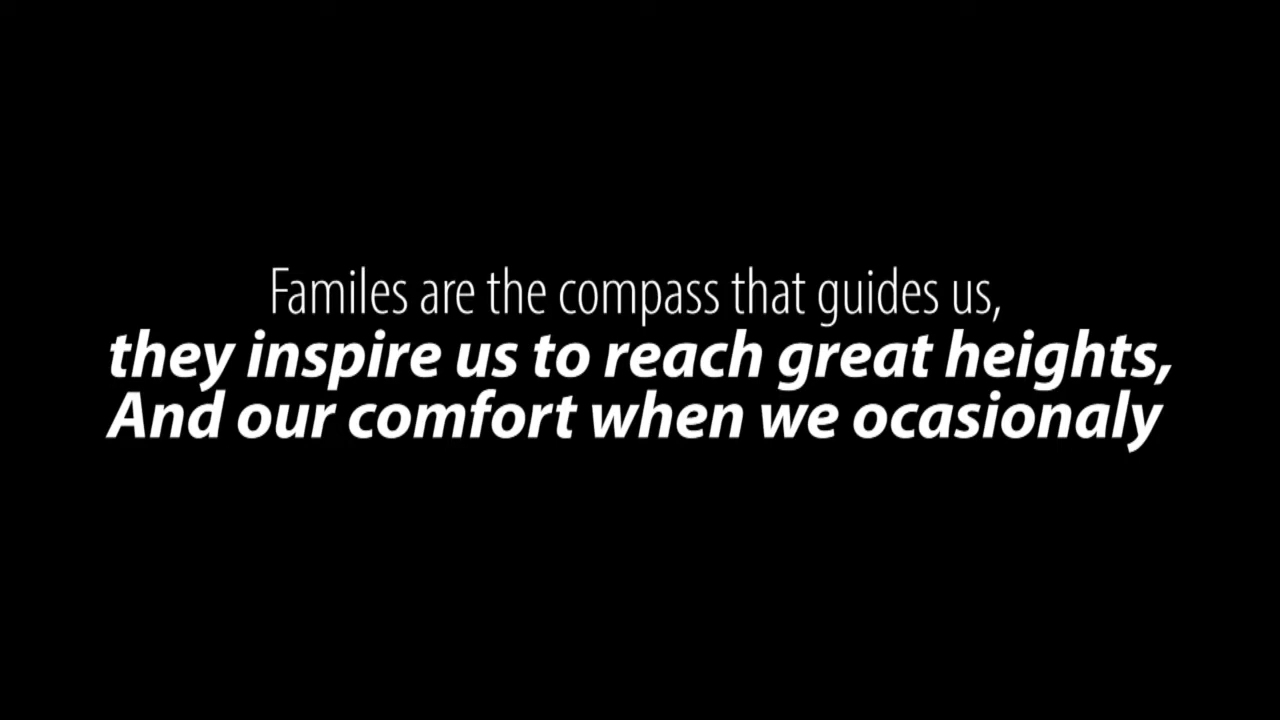 Familes are the compass that guides us,
they inspire us to reach great heights,
And our comfort when we ocasionaly